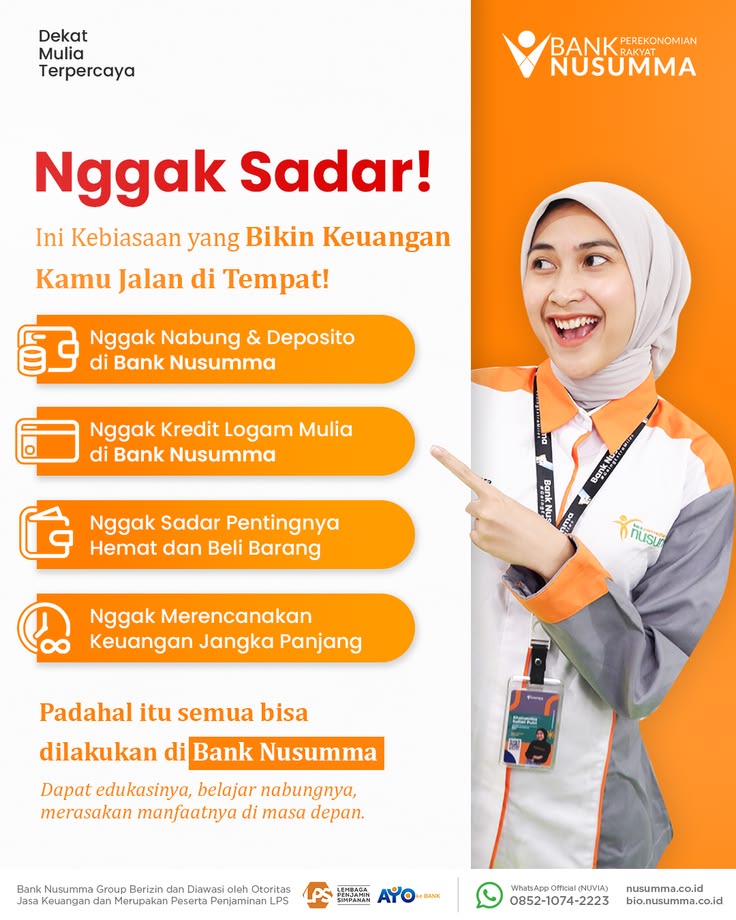 Dekat
Mulia
Terpercaya
BANK PEREKONOMIAN RAKYAT
NUSUMMA
Nggak Sadar!
Ini Kebiasaan yang Bikin Keuangan
Kamu Jalan di Tempat!
Nggak Nabung & Deposito
di Bank Nusumma
Nggak Kredit Logam Mulia
di Bank Nusumma
Nggak Sadar Pentingnya
Hemat dan Beli Barang
Nggak Merencanakan
Keuangan Jangka Panjang
Padahal itu semua bisa
dilakukan di Bank Nusumma
Dapat edukasinya, belajar nabungnya,
merasakan manfaatnya di masa depan.
Bank Nusumma Group Berizin dan Diawasi oleh Otoritas
Jasa Keuangan dan Merupakan Peserta Penjaminan LPS
LPS
LEMBAGA
PENJAMIN
SIMPANAN
AYO ke BANK
WhatsApp Official (NUVIA)
0852-1074-2223
nusumma.co.id
bio.nusumma.co.id